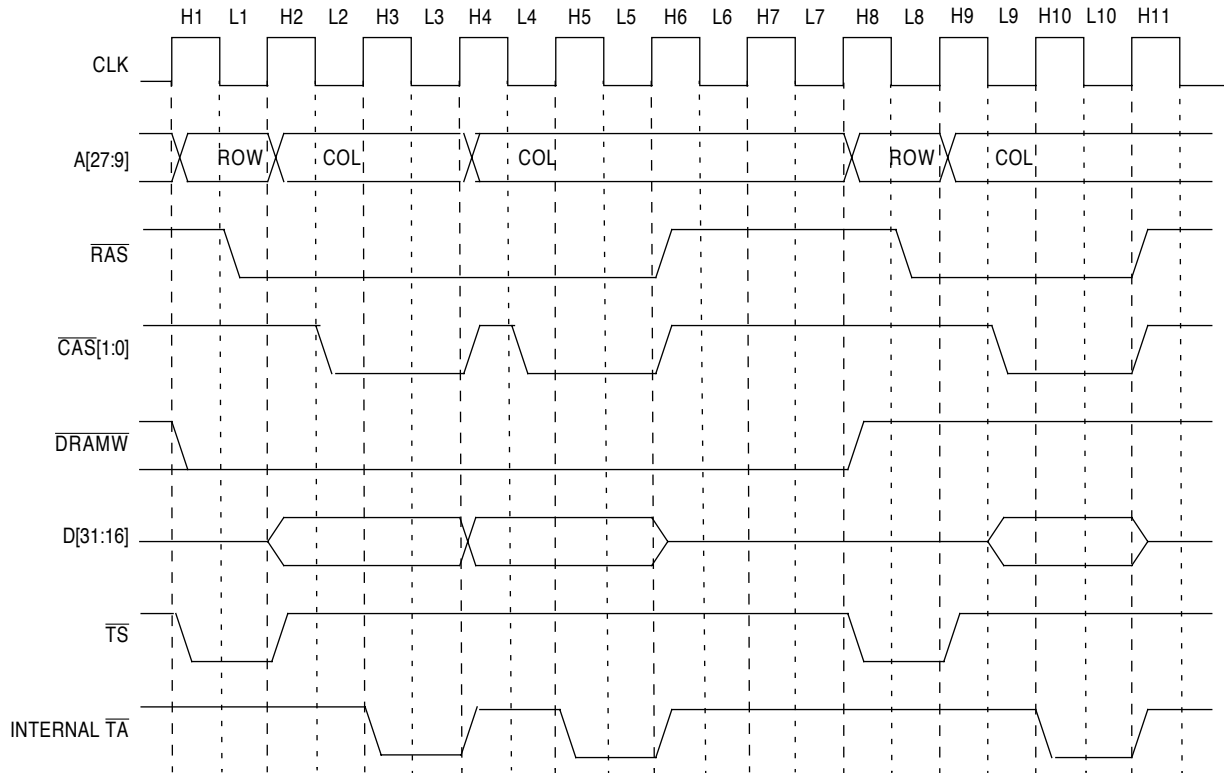 H1 L1 H2 L2 H3 L3 H4 L4 H5 L5 H6 L6 H7 L7 H8 L8 H9 L9 H10 L10 H11
CLK
A[27:9] ROW COL COL ROW COL
RAS
CAS[1:0]
DRAMW
D[31:16]
TS
INTERNAL TA